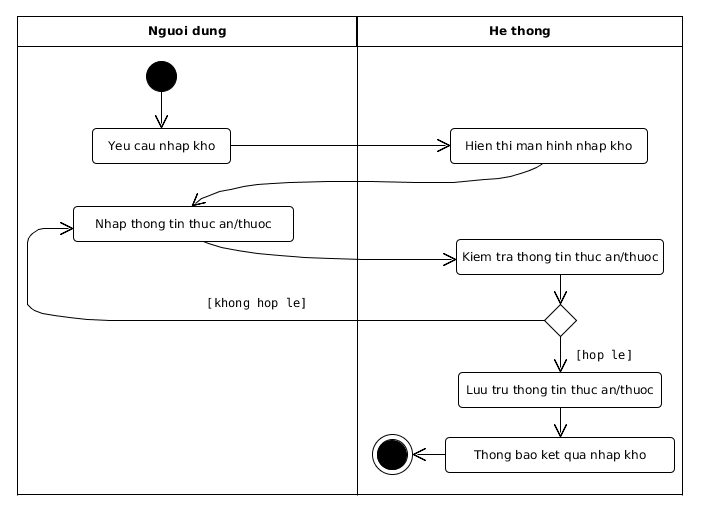 Nguoi dung
He thong
Yeu cau nhap kho
Hien thi man hinh nhap kho
Nhap thong tin thuc an/thuoc
Kiem tra thong tin thuc an/thuoc
[khong hop le]
[hop le]
Luu tru thong tin thuc an/thuoc
Thong bao ket qua nhap kho